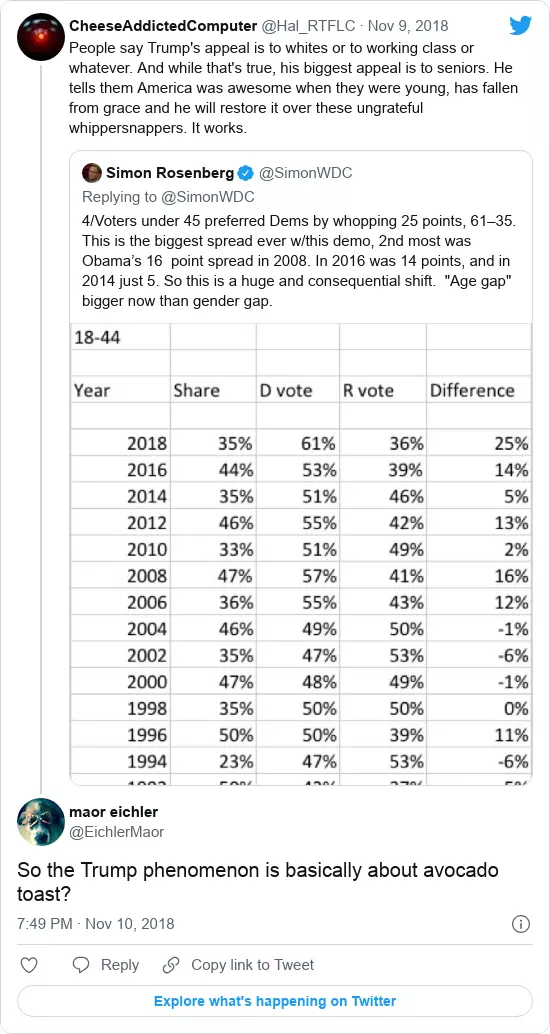 CheeseAddictedComputer @Hal_RTFLC · Nov 9, 2018
People say Trump's appeal is to whites or to working class or
whatever. And while that's true, his biggest appeal is to seniors. He
tells them America was awesome when they were young, has fallen
from grace and he will restore it over these ungrateful
whippersnappers. It works.
Simon Rosenberg @SimonWDC
Replying to @SimonWDC
4/Voters under 45 preferred Dems by whopping 25 points, 61–35.
This is the biggest spread ever w/this demo, 2nd most was
Obama’s 16 point spread in 2008. In 2016 was 14 points, and in
2014 just 5. So this is a huge and consequential shift. "Age gap"
bigger now than gender gap.
18-44
Year Share D vote R vote Difference
2018 35% 61% 36% 25%
2016 44% 53% 39% 14%
2014 35% 51% 46% 5%
2012 46% 55% 42% 13%
2010 33% 51% 49% 2%
2008 47% 57% 41% 16%
2006 36% 55% 43% 12%
2004 46% 49% 50% -1%
2002 35% 47% 53% -6%
2000 47% 48% 49% -1%
1998 35% 50% 50% 0%
1996 50% 50% 39% 11%
1994 23% 47% 53% -6%
maor eichler
@EichlerMaor
So the Trump phenomenon is basically about avocado
toast?
7:49 PM · Nov 10, 2018
Reply Copy link to Tweet
Explore what's happening on Twitter